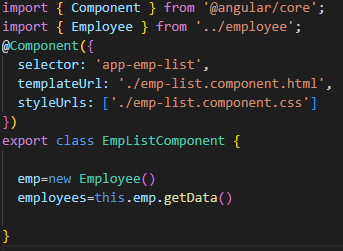 import { Component } from '@angular/core';
import { Employee } from '../employee';
@Component({
  selector: 'app-emp-list',
  templateUrl: './emp-list.component.html',
  styleUrls: ['./emp-list.component.css']
})
export class EmpListComponent {
  emp=new Employee()
  employees=this.emp.getData()
}